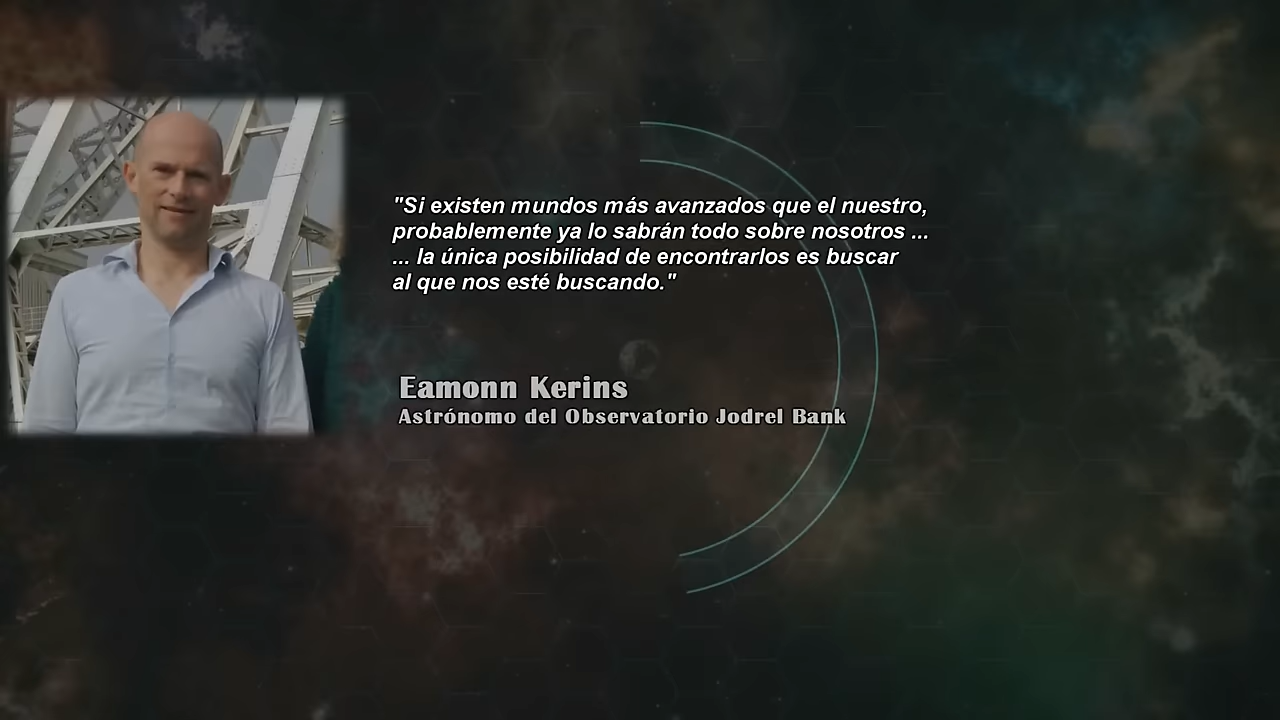 "Si existen mundos más avanzados que el nuestro,
probablemente ya lo sabrán todo sobre nosotros ...
... la única posibilidad de encontrarlos es buscar
al que nos esté buscando."
Eamonn Kerins
Astrónomo del Observatorio Jodrel Bank